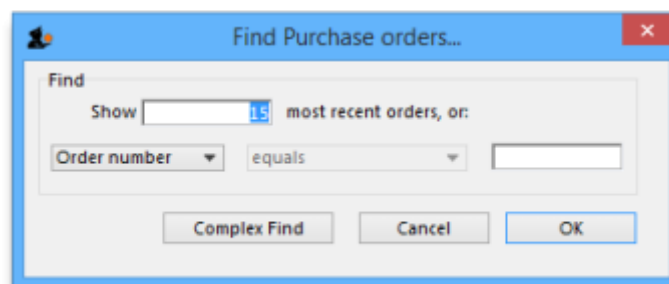 Find Purchase orders...
Find
Show 15 most recent orders, or:
Order number equals
Complex Find Cancel OK